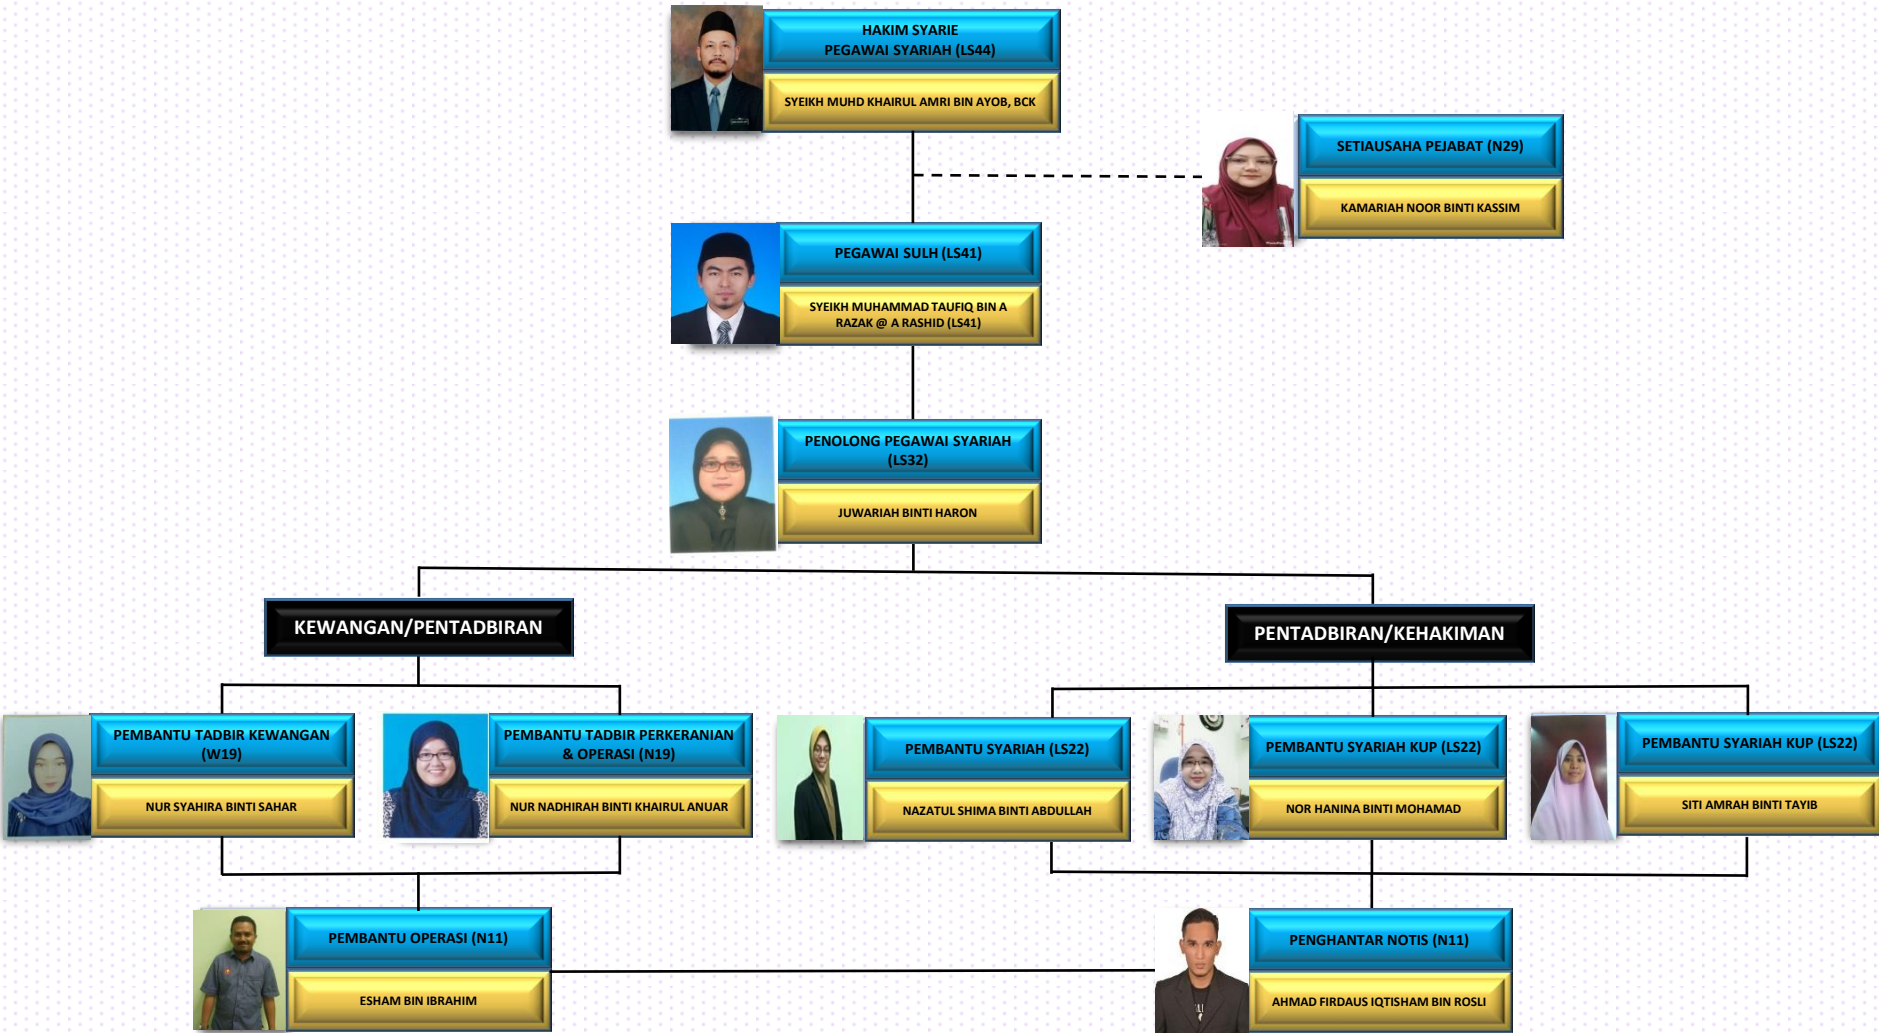 HAKIM SYARIE
PEGAWAI SYARIAH (LS44)
SYEIKH MUHD KHAIRUL AMRI BIN AYOB, BCK
SETIAUSAHA PEJABAT (N29)
KAMARIAH NOOR BINTI KASSIM
PEGAWAI SULH (LS41)
SYEIKH MUHAMMAD TAUFIQ BIN A
RAZAK @ A RASHID (LS41)
PENOLONG PEGAWAI SYARIAH
(LS32)
JUWARIAH BINTI HARON
KEWANGAN/PENTADBIRAN
PENTADBIRAN/KEHAKIMAN
PEMBANTU TADBIR KEWANGAN
(W19)
NUR SYAHIRA BINTI SAHAR
PEMBANTU TADBIR PERKERANIAN
& OPERASI (N19)
NUR NADHIRAH BINTI KHAIRUL ANUAR
PEMBANTU SYARIAH (LS22)
NAZATUL SHIMA BINTI ABDULLAH
PEMBANTU SYARIAH KUP (LS22)
NOR HANINA BINTI MOHAMAD
PEMBANTU SYARIAH KUP (LS22)
SITI AMRAH BINTI TAYIB
PEMBANTU OPERASI (N11)
ESHAM BIN IBRAHIM
PENGHANTAR NOTIS (N11)
AHMAD FIRDAUS IQTISHAM BIN ROSLI